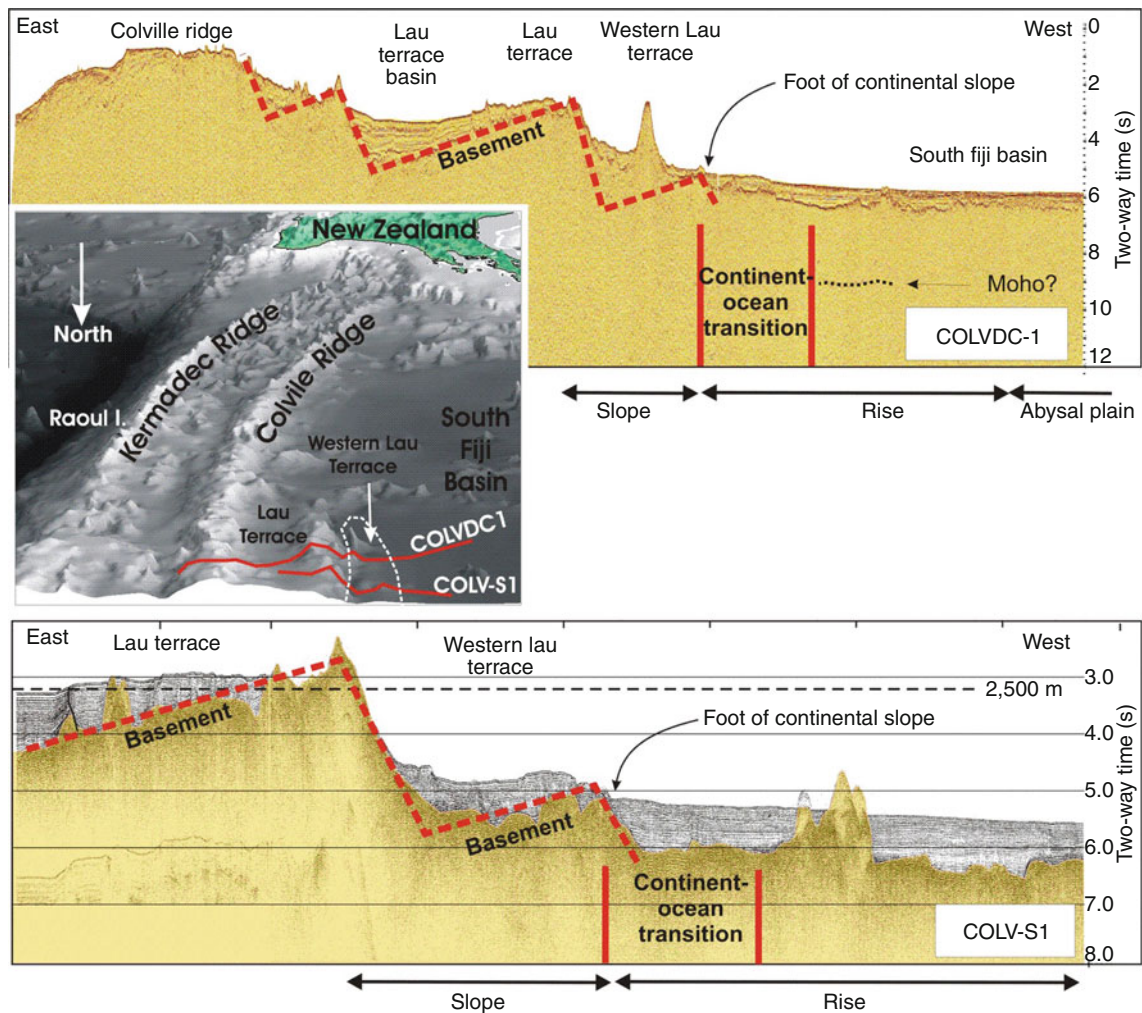 East
Colville ridge
Lau
terrace
basin
Lau
terrace
Western Lau
terrace
West
Foot of continental slope
South fiji basin
Basement
Continent-
ocean
transition
Moho?
COLVDC-1
0
2
4
6
8
10
12
Two-way time (s)
Slope
Rise
Abysal plain
New Zealand
North
Kermadec Ridge
Colvile Ridge
Raoul I.
South
Fiji
Basin
Western Lau
Terrace
Lau
Terrace
COLVDC1
COLV-S1
East
Lau terrace
Western lau
terrace
West
2,500 m
Foot of continental slope
Basement
Basement
Continent-
ocean
transition
COLV-S1
3.0
4.0
5.0
6.0
7.0
8.0
Two-way time (s)
Slope
Rise